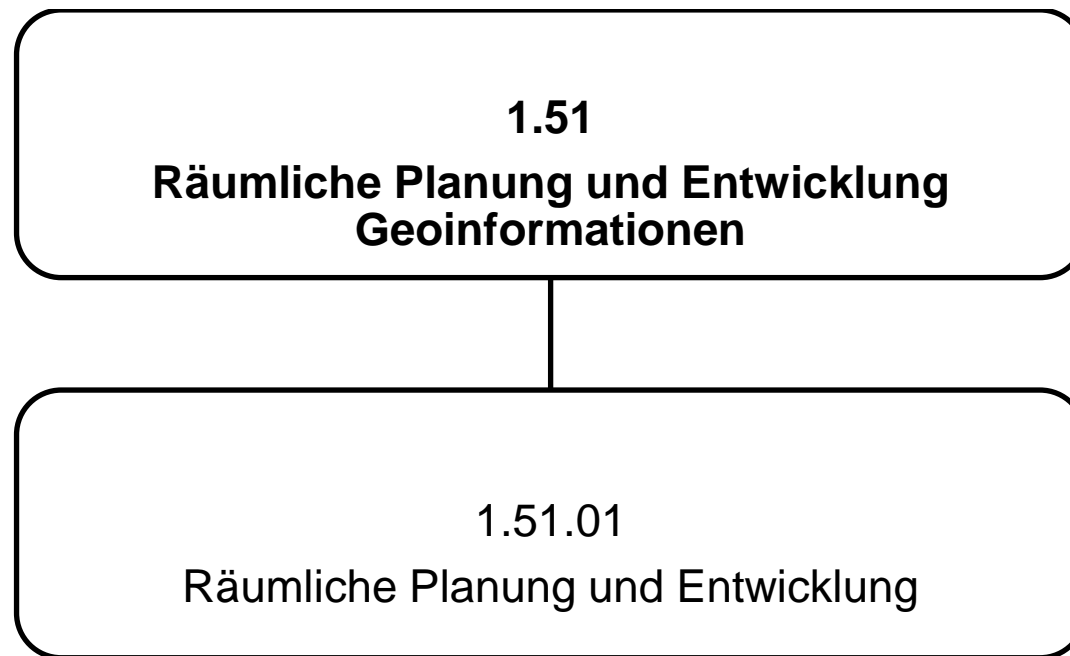 1.51
Räumliche Planung und Entwicklung
Geoinformationen
1.51.01
Räumliche Planung und Entwicklung